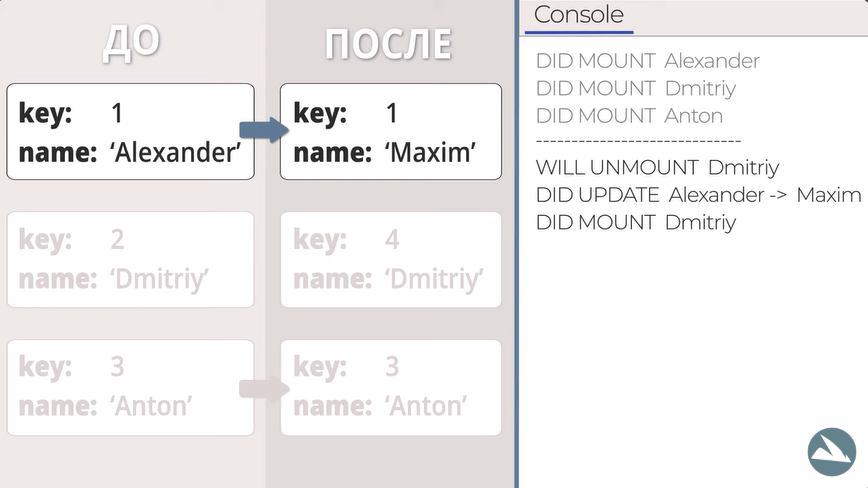 ДО
key: 1
name: ‘Alexander’
key: 2
name: ‘Dmitriy’
key: 3
name: ‘Anton’
ПОСЛЕ
key: 1
name: ‘Maxim’
key: 4
name: ‘Dmitriy’
key: 3
name: ‘Anton’
Console
DID MOUNT Alexander
DID MOUNT Dmitriy
DID MOUNT Anton
-----------------------------
WILL UNMOUNT Dmitriy
DID UPDATE Alexander -> Maxim
DID MOUNT Dmitriy